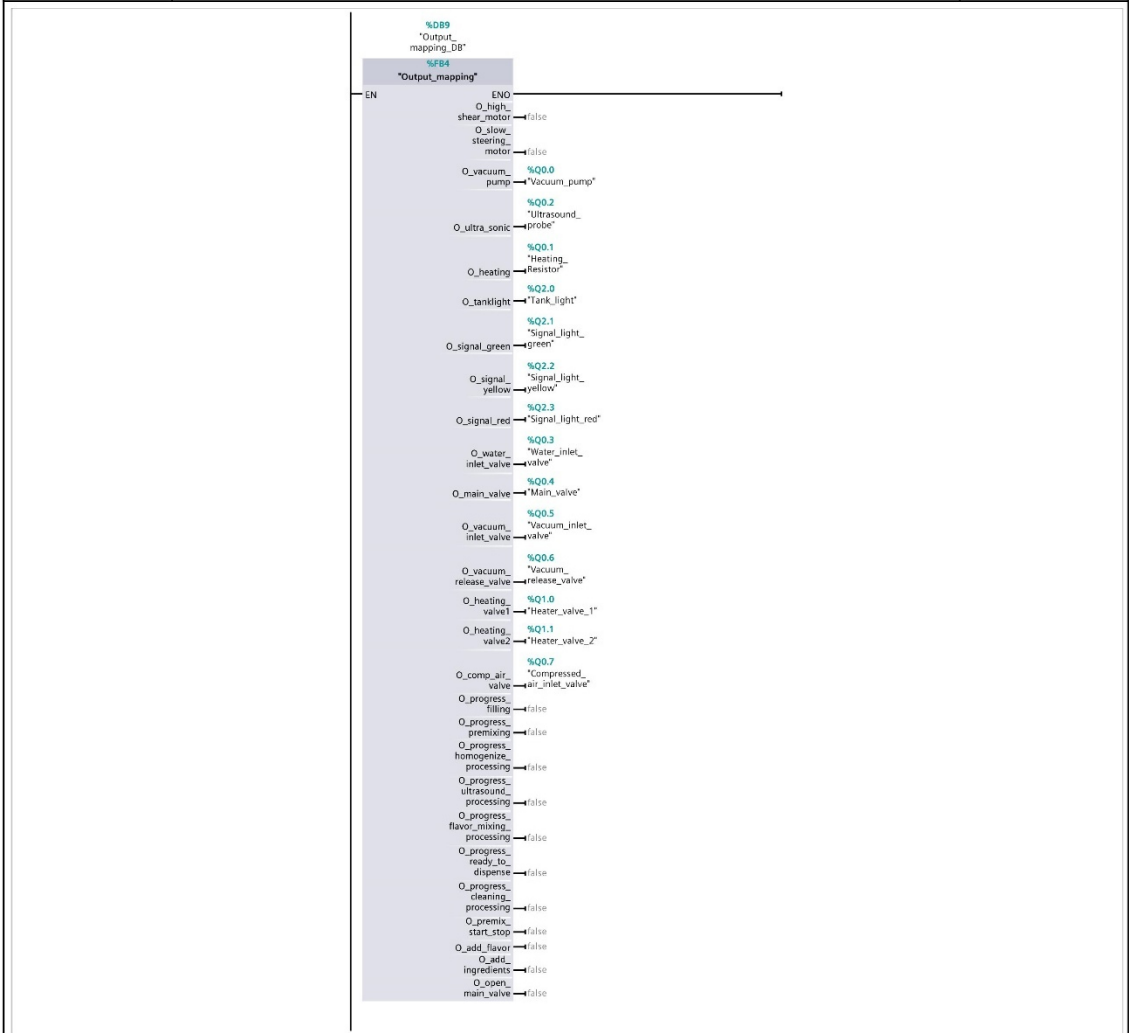 %DB9
"Output_
mapping_DB"
%FB4
"Output_mapping"
EN ENO
O_high_
shear_motor false
O_slow_
steering_
motor false
O_vacuum_
pump
%Q0.0
"Vacuum_pump"
O_ultra_sonic
%Q0.2
"Ultrasound_
probe"
O_heating
%Q0.1
"Heating_
Resistor"
O_tanklight
%Q2.0
"Tank_light"
O_signal_green
%Q2.1
"Signal_light_
green"
O_signal_
yellow
%Q2.2
"Signal_light_
yellow"
O_signal_red
%Q2.3
"Signal_light_red"
O_water_
inlet_valve
%Q0.3
"Water_inlet_
valve"
O_main_valve
%Q0.4
"Main_valve"
O_vacuum_
inlet_valve
%Q0.5
"Vacuum_inlet_
valve"
O_vacuum_
release_valve
%Q0.6
"Vacuum_
release_valve"
O_heating_
valve1
%Q1.0
"Heater_valve_1"
O_heating_
valve2
%Q1.1
"Heater_valve_2"
O_comp_air_
valve
%Q0.7
"Compressed_
air_inlet_valve"
O_progress_
filling false
O_progress_
premixing false
O_progress_
homogenize_
processing false
O_progress_
ultrasound_
processing false
O_progress_
flavor_mixing_
processing false
O_progress_
ready_to_
dispense false
O_progress_
cleaning_
processing false
O_premix_
start_stop false
O_add_flavor false
O_add_
ingredients false
O_open_
main_valve false